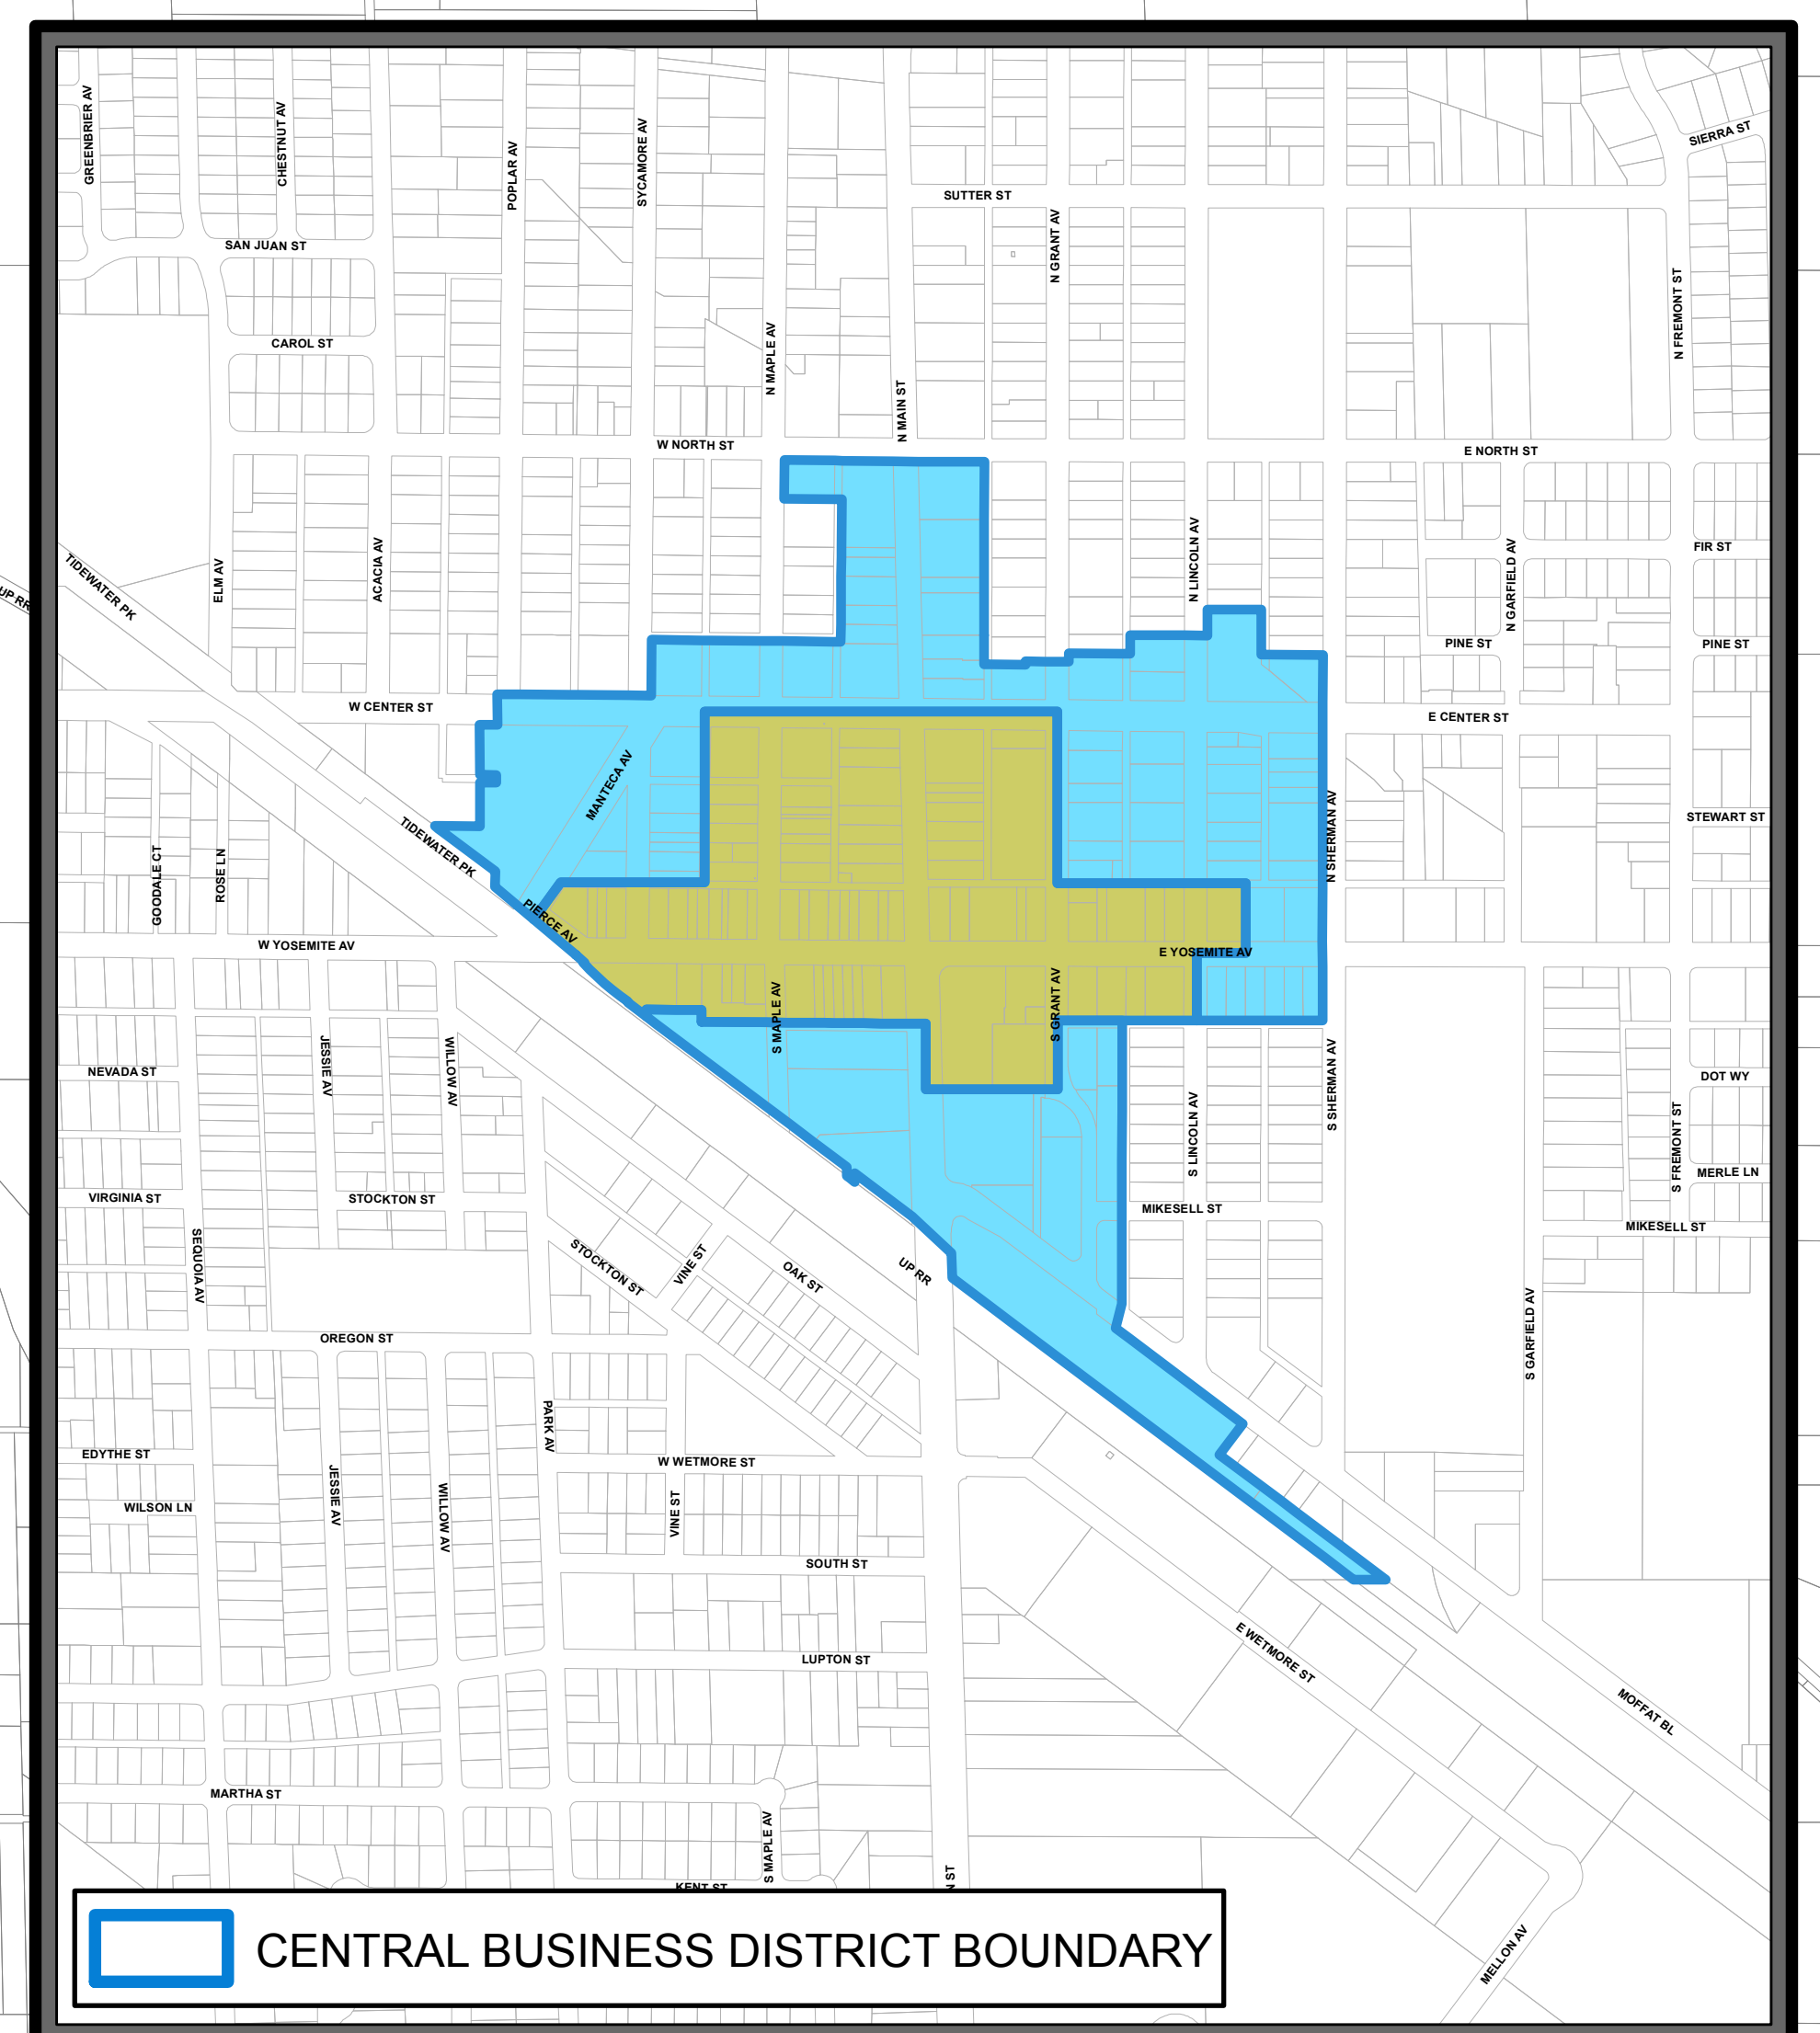 GREENBRIER AV
CHESTNUT AV
POPLAR AV
SYCAMORE AV
SIERRA ST
SUTTER ST
SAN JUAN ST
N GRANT AV
N FREMONT ST
CAROL ST
N MAPLE AV
N MAIN ST
W NORTH ST
E NORTH ST
TIDEWATER PK
UP RR
ELM AV
ACACIA AV
N LINCOLN AV
N GARFIELD AV
FIR ST
PINE ST
PINE ST
W CENTER ST
E CENTER ST
MANTECA AV
STEWART ST
TIDEWATER PK
GOODALE CT
ROSE LN
N SHERMAN AV
PIERCE AV
W YOSEMITE AV
E YOSEMITE AV
S MAPLE AV
S GRANT AV
NEVADA ST
JESSIE AV
WILLOW AV
S SHERMAN AV
DOT WY
S LINCOLN AV
S FREMONT ST
MERLE LN
VIRGINIA ST
STOCKTON ST
MIKESELL ST
MIKESELL ST
SEQUOIA AV
STOCKTON ST
VINE ST
OAK ST
UP RR
OREGON ST
S GARFIELD AV
PARK AV
EDYTHE ST
W WETMORE ST
WILSON LN
JESSIE AV
WILLOW AV
VINE ST
SOUTH ST
LUPTON ST
E WETMORE ST
MOFFAT BL
MARTHA ST
S MAPLE AV
KENT ST
N ST
MELLON AV
CENTRAL BUSINESS DISTRICT BOUNDARY